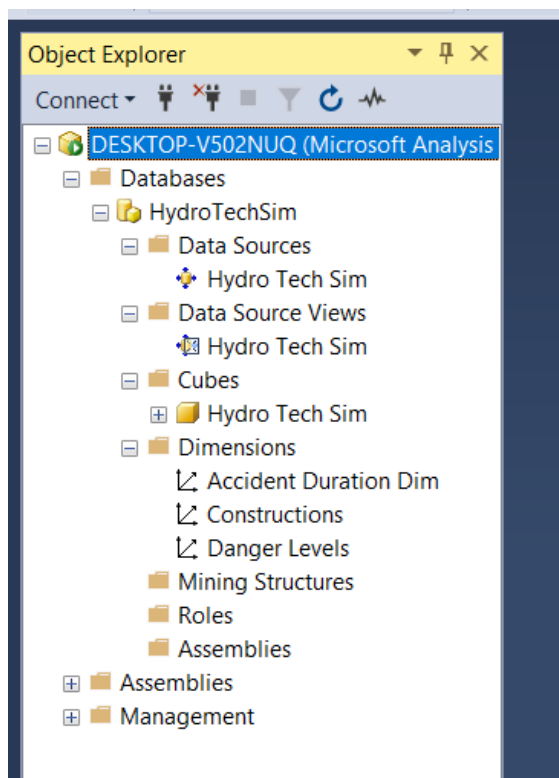 Object Explorer
Connect
DESKTOP-V502NUQ (Microsoft Analysis
Databases
HydroTechSim
Data Sources
Hydro Tech Sim
Data Source Views
Hydro Tech Sim
Cubes
Hydro Tech Sim
Dimensions
Accident Duration Dim
Constructions
Danger Levels
Mining Structures
Roles
Assemblies
Assemblies
Management